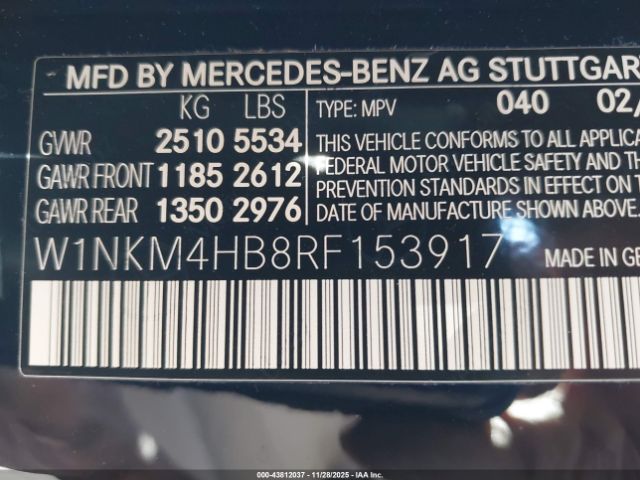 MFD BY MERCEDES-BENZ AG STUTTGAR
KG LBS
GVWR 2510 5534
GAWR FRONT 1185 2612
GAWR REAR 1350 2976
TYPE: MPV 040 02
THIS VEHICLE CONFORMS TO ALL APPLICA
FEDERAL MOTOR VEHICLE SAFETY AND TH
PREVENTION STANDARDS IN EFFECT ON T
DATE OF MANUFACTURE SHOWN ABOVE.
W1NKM4HB8RF153917
MADE IN GE
000-43812037 - 11/28/2025 - IAA, Inc.